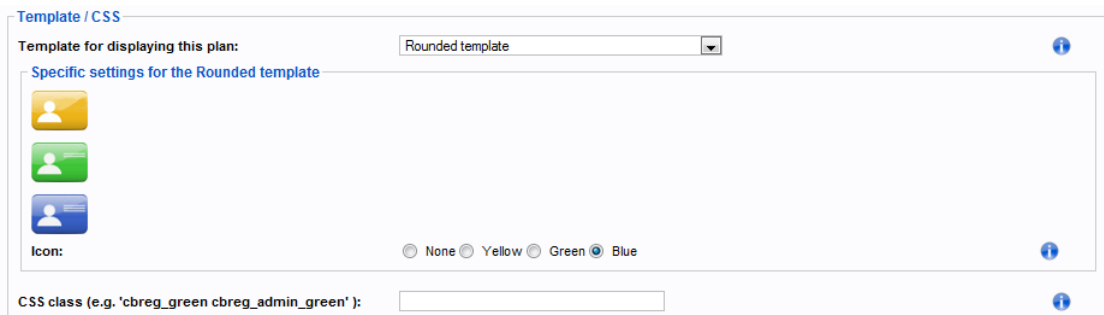 Template / CSS
Template for displaying this plan: Rounded template
Specific settings for the Rounded template
Icon: None Yellow Green Blue
CSS class (e.g. 'cbreg_green cbreg_admin_green' ):